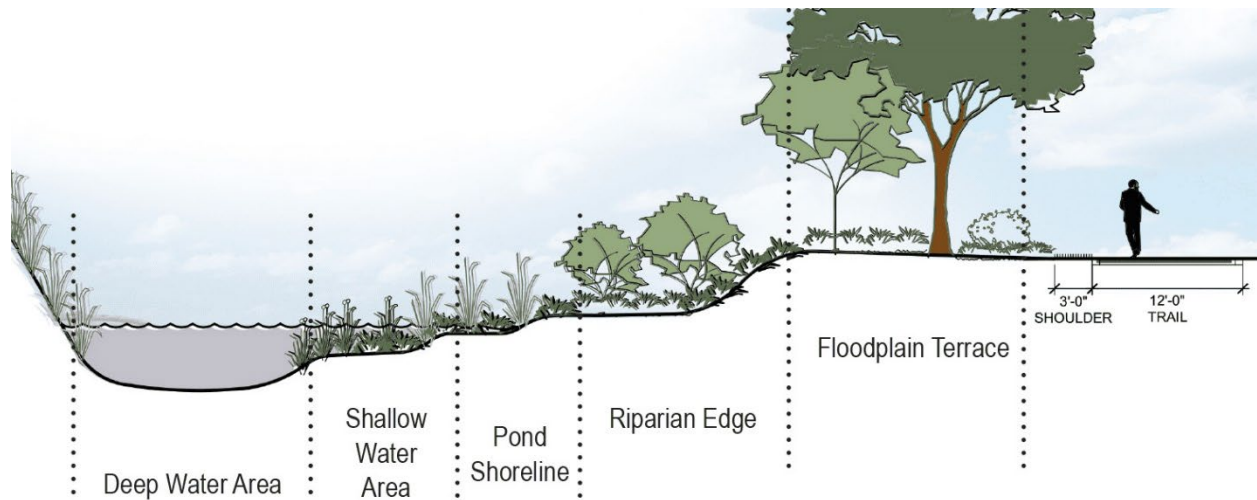 Deep Water Area
Shallow
Water
Area
Pond
Shoreline
Riparian Edge
Floodplain Terrace
3'-0"
SHOULDER
12'-0"
TRAIL